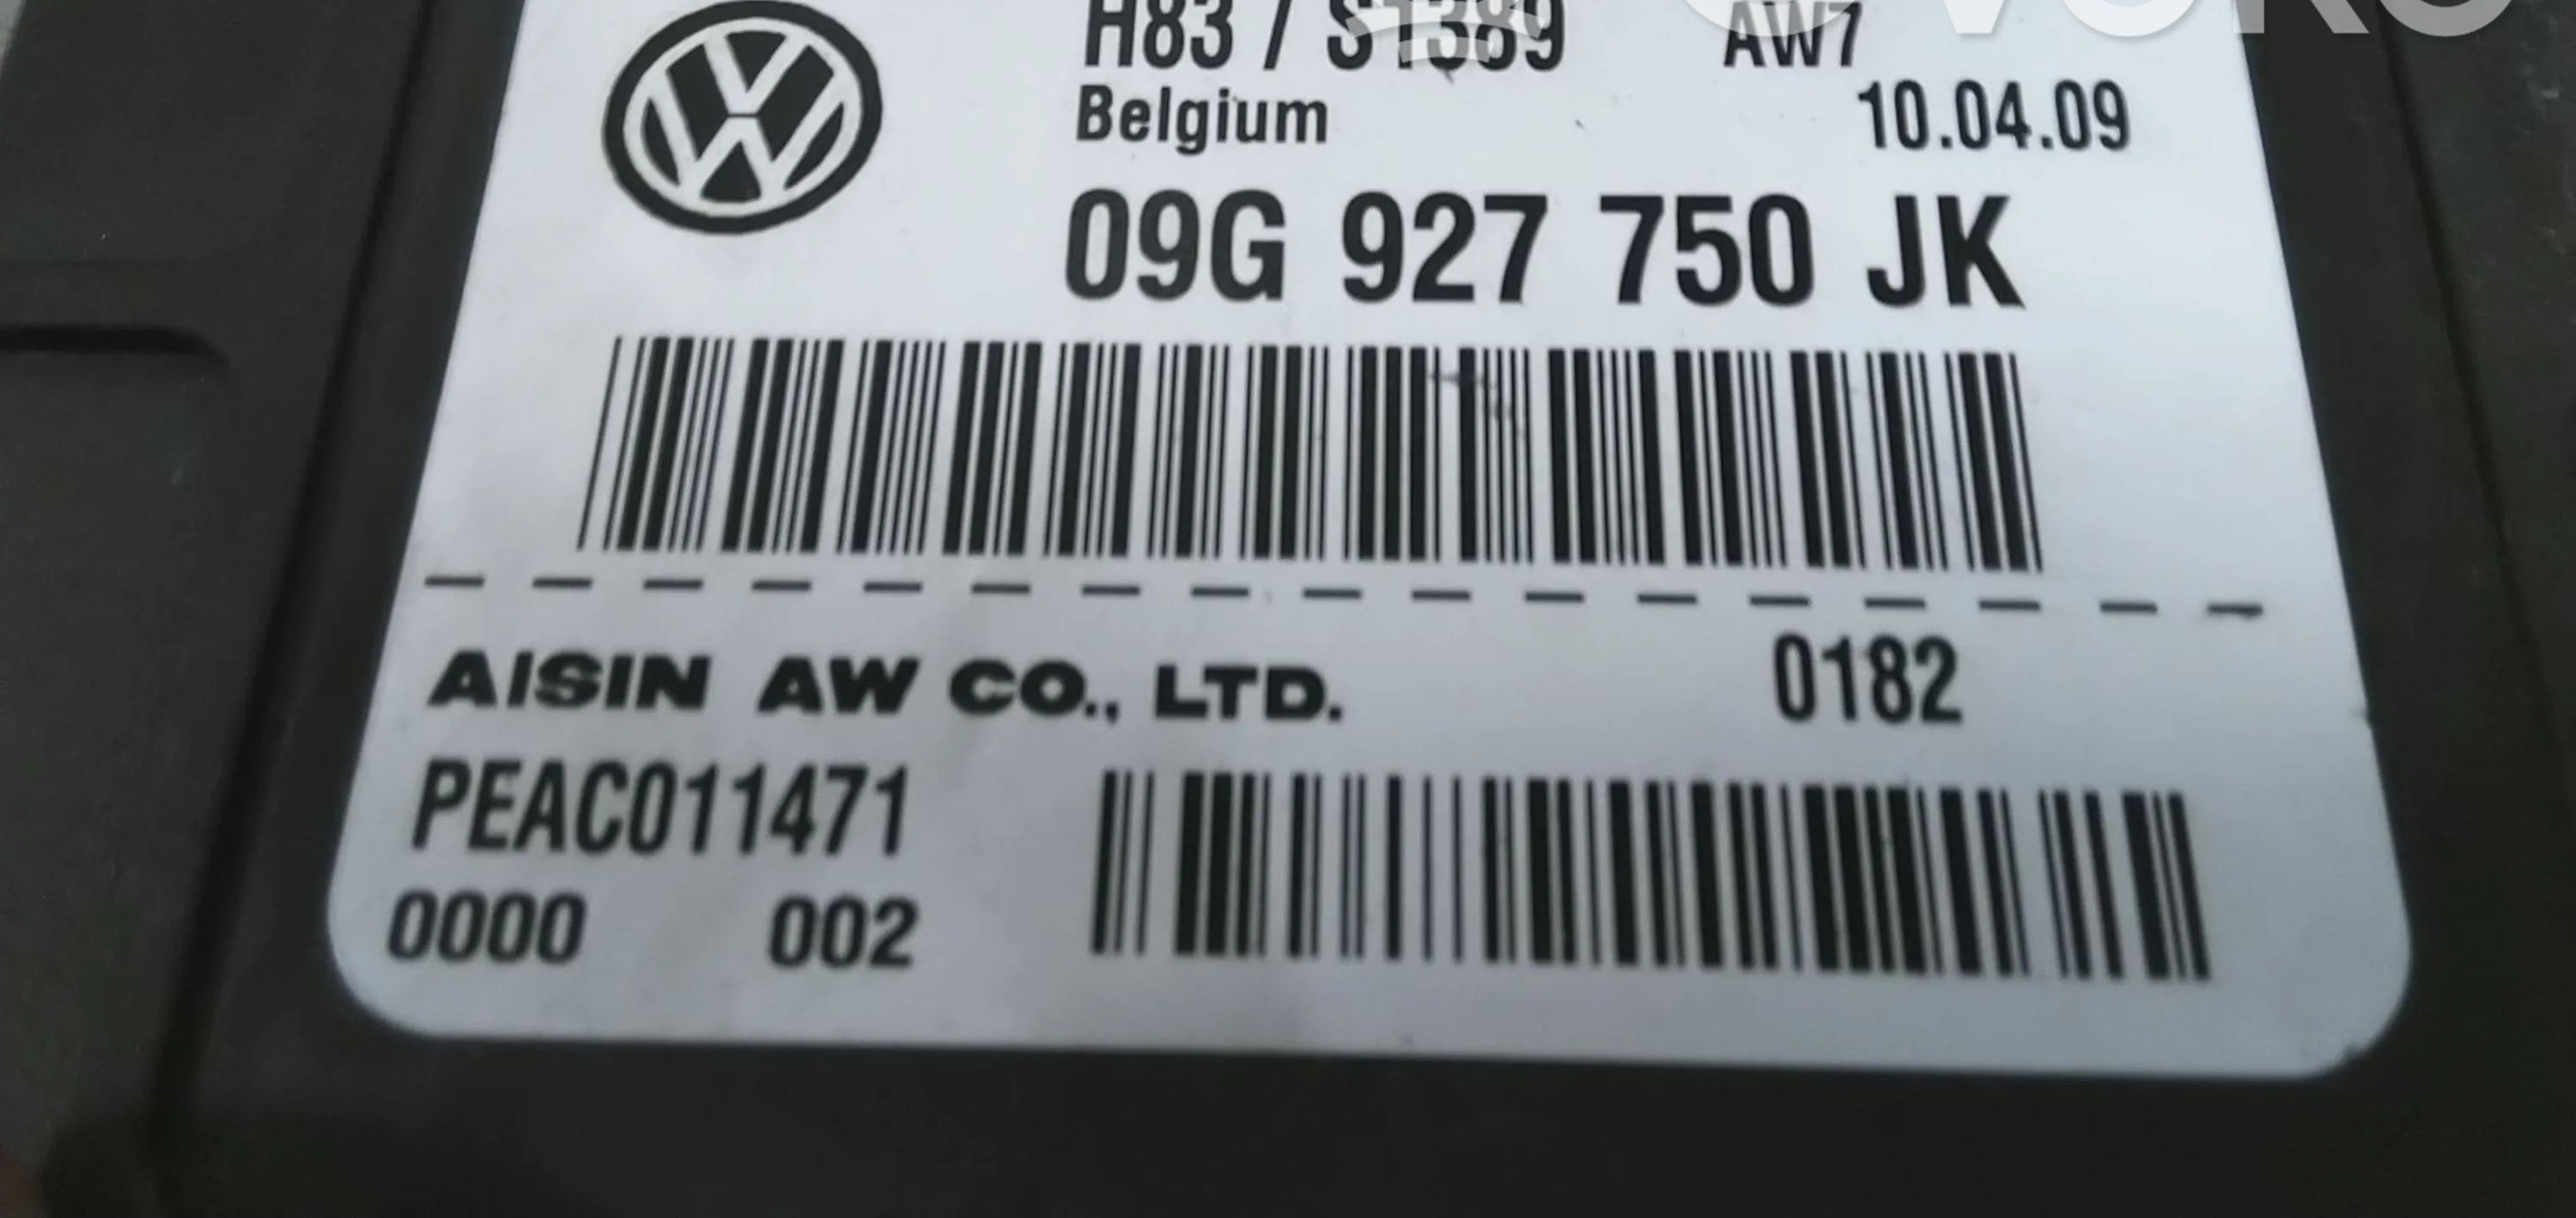 H83 / S1389 AW7
Belgium 10.04.09
09G 927 750 JK
AISIN AW CO., LTD. 0182
PEAC011471
0000 002